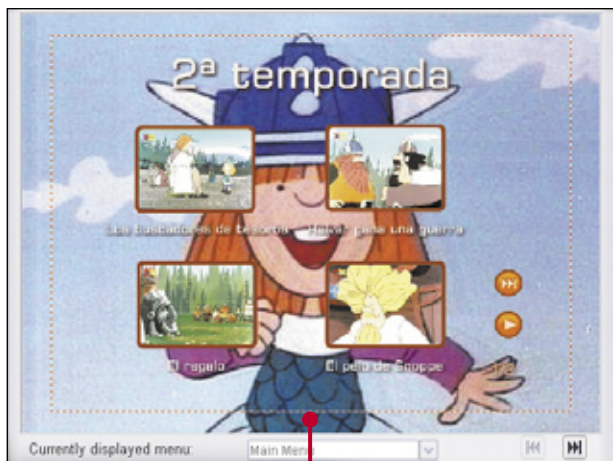 2ª temporada
Los buscadores de tesoros
Halvar gana una guerra
El regalo
El pelo de Snoppe
Currently displayed menu:
Main Menu